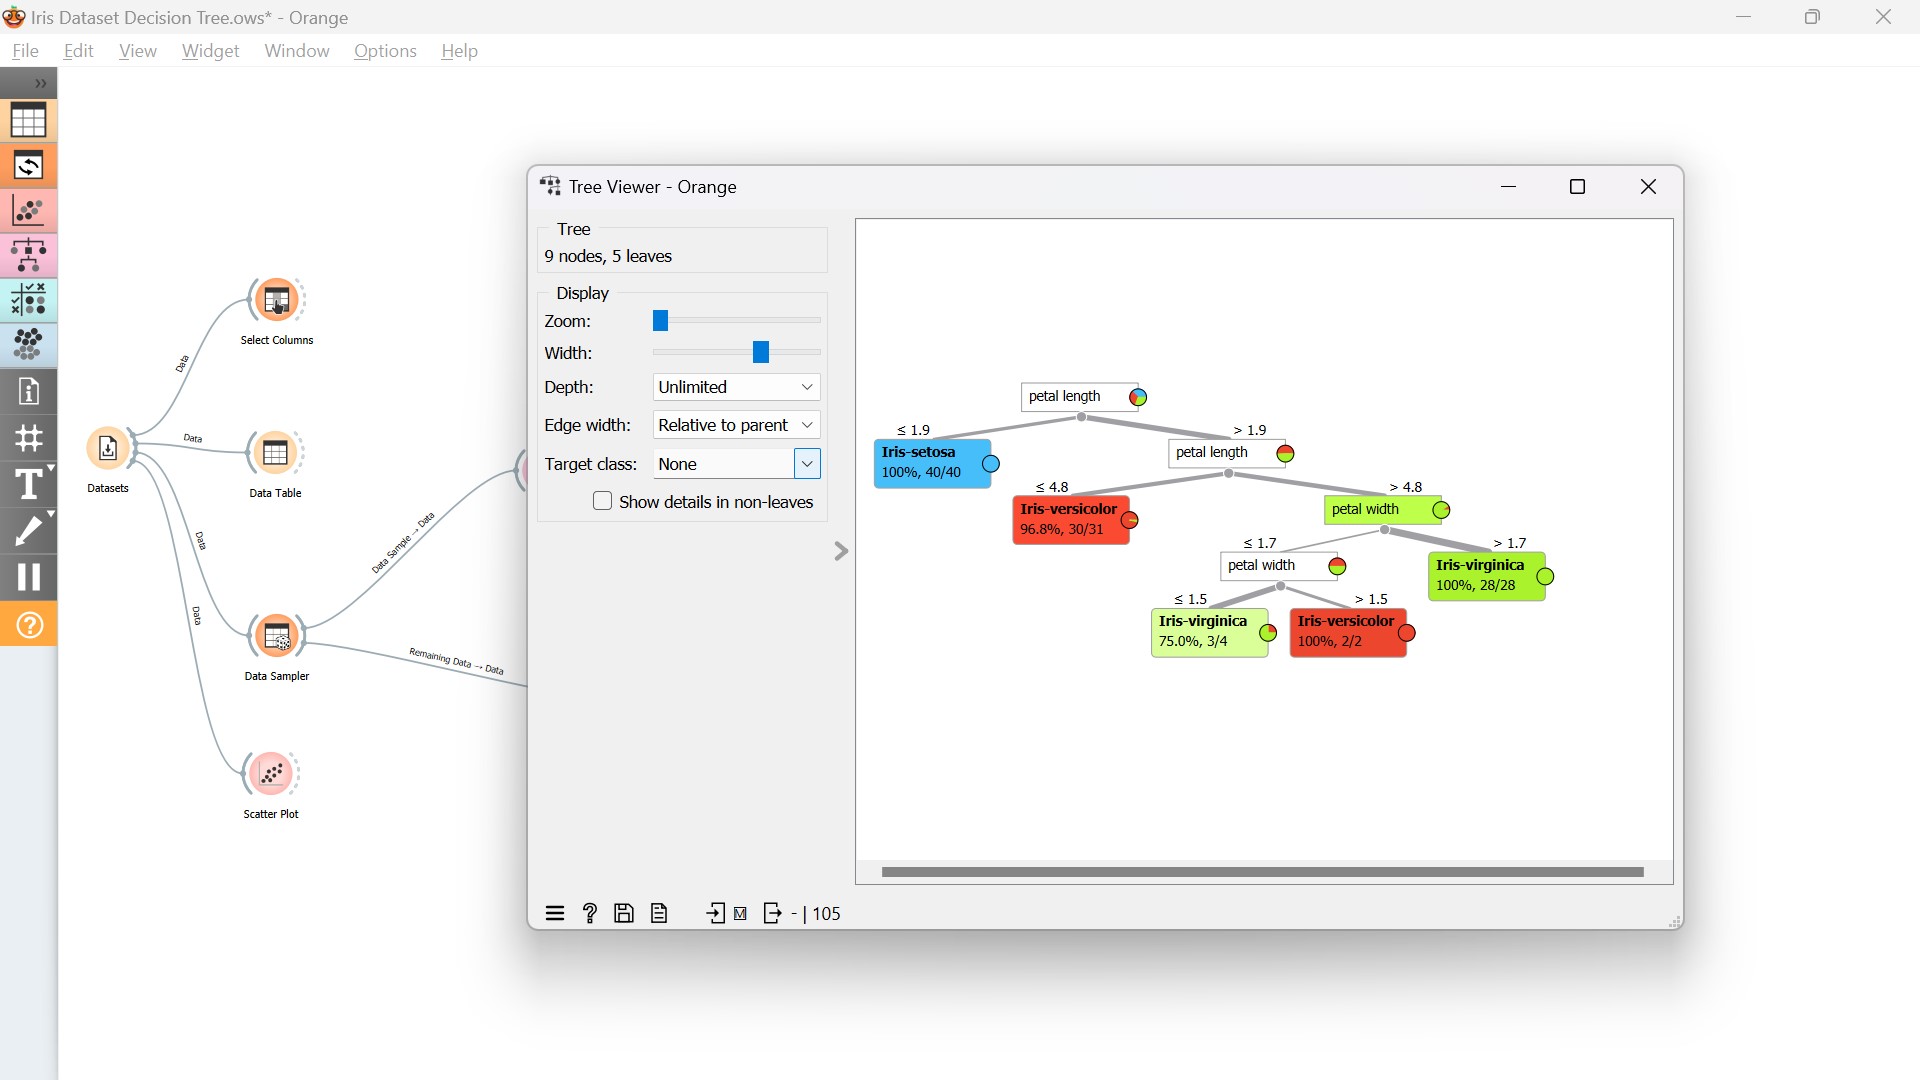 Iris Dataset Decision Tree.ows* - Orange
File Edit View Widget Window Options Help
Tree Viewer - Orange
Tree
9 nodes, 5 leaves
Display
Zoom:
Width:
Depth: Unlimited
Edge width: Relative to parent
Target class: None
Show details in non-leaves
petal length
≤ 1.9 > 1.9
Iris-setosa
100%, 40/40
petal length
≤ 4.8 > 4.8
Iris-versicolor
96.8%, 30/31
petal width
≤ 1.7 > 1.7
petal width
Iris-virginica
100%, 28/28
≤ 1.5 > 1.5
Iris-virginica
75.0%, 3/4
Iris-versicolor
100%, 2/2
M - | 105
Select Columns
Data
Data
Datasets
Data Table
Data
Data Sample → Data
Data
Remaining Data → Data
Data Sampler
Scatter Plot